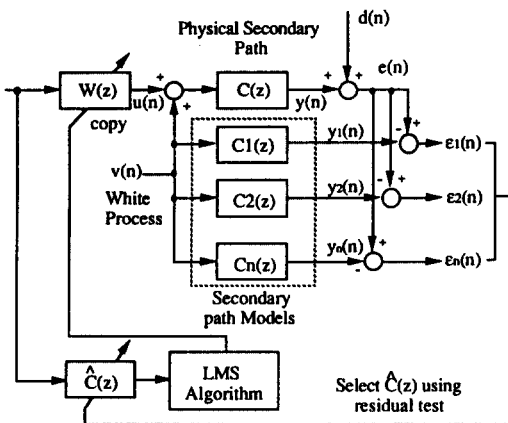 Physical Secondary
Path
d(n)
W(z)
u(n)
+
+
C(z)
y(n)
+
+
e(n)
copy
C1(z)
y1(n)
-
+
ε1(n)
v(n)
White
Process
C2(z)
y2(n)
-
+
ε2(n)
Cn(z)
yn(n)
-
+
εn(n)
Secondary
path Models
Ĉ(z)
LMS
Algorithm
Select Ĉ(z) using
residual test